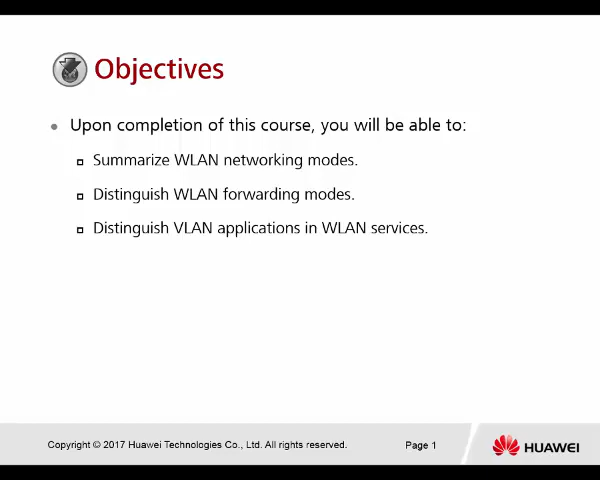 Objectives
Upon completion of this course, you will be able to:
Summarize WLAN networking modes.
Distinguish WLAN forwarding modes.
Distinguish VLAN applications in WLAN services.
Copyright © 2017 Huawei Technologies Co., Ltd. All rights reserved.
Page 1
HUAWEI